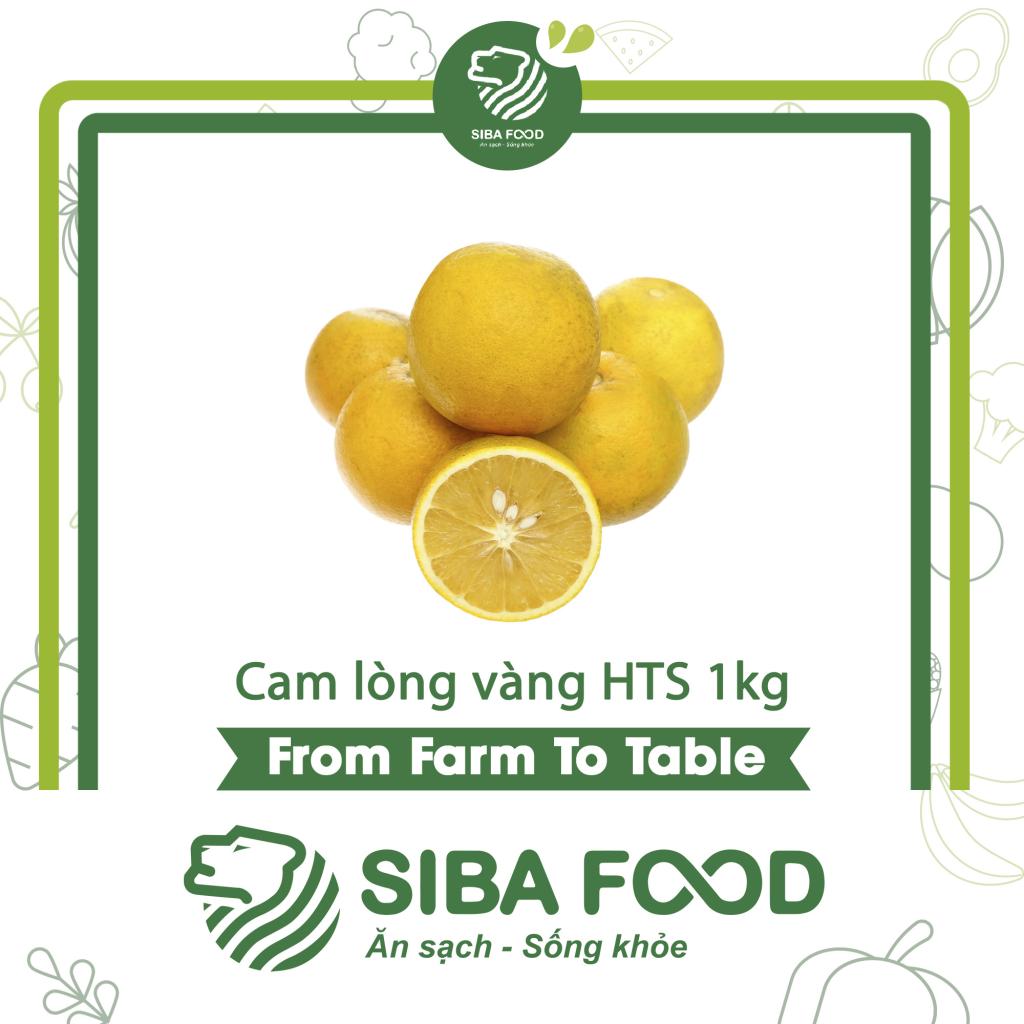 SIBA FOOD
Ăn sạch - Sống khỏe
Cam lòng vàng HTS 1kg
From Farm To Table
SIBA FOOD
Ăn sạch - Sống khỏe